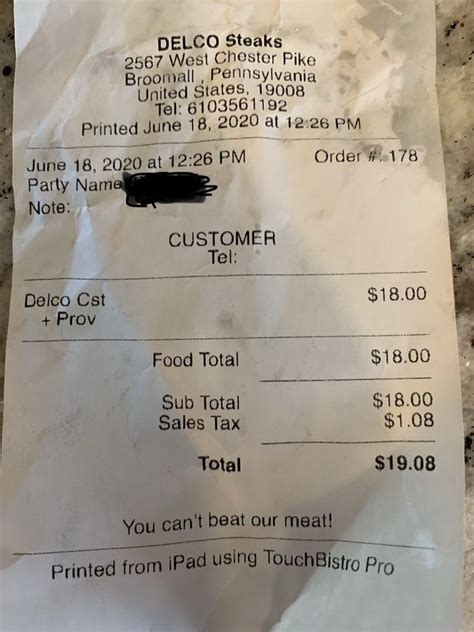 DELCO Steaks
2567 West Chester Pike
Broomall , Pennsylvania
United States, 19008
Tel: 6103561192
Printed June 18, 2020 at 12:26 PM
June 18, 2020 at 12:26 PM Order #: 178
Party Name
Note:
CUSTOMER
Tel:
Delco Cst $18.00
+ Prov
Food Total $18.00
Sub Total $18.00
Sales Tax $1.08
Total $19.08
You can't beat our meat!
Printed from iPad using TouchBistro Pro